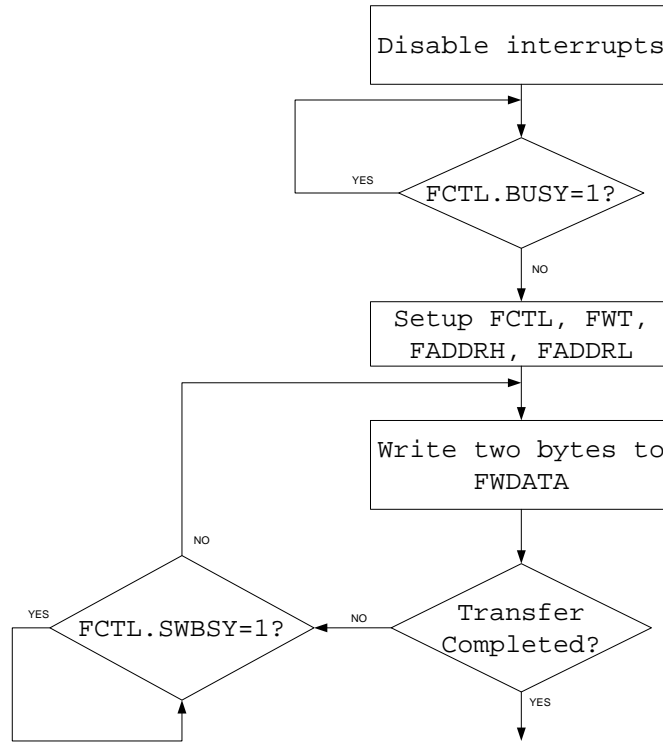 Disable interrupts
YES
FCTL.BUSY=1?
NO
Setup FCTL, FWT,
FADDRH, FADDRL
Write two bytes to
FWDATA
NO
YES
FCTL.SWBSY=1?
NO
Transfer
Completed?
YES